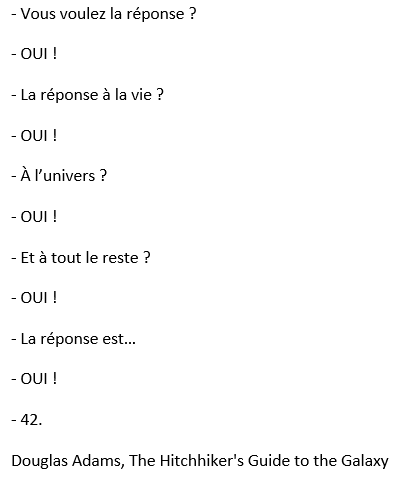 - Vous voulez la réponse ?
- OUI !
- La réponse à la vie ?
- OUI !
- À l’univers ?
- OUI !
- Et à tout le reste ?
- OUI !
- La réponse est...
- OUI !
- 42.
Douglas Adams, The Hitchhiker's Guide to the Galaxy